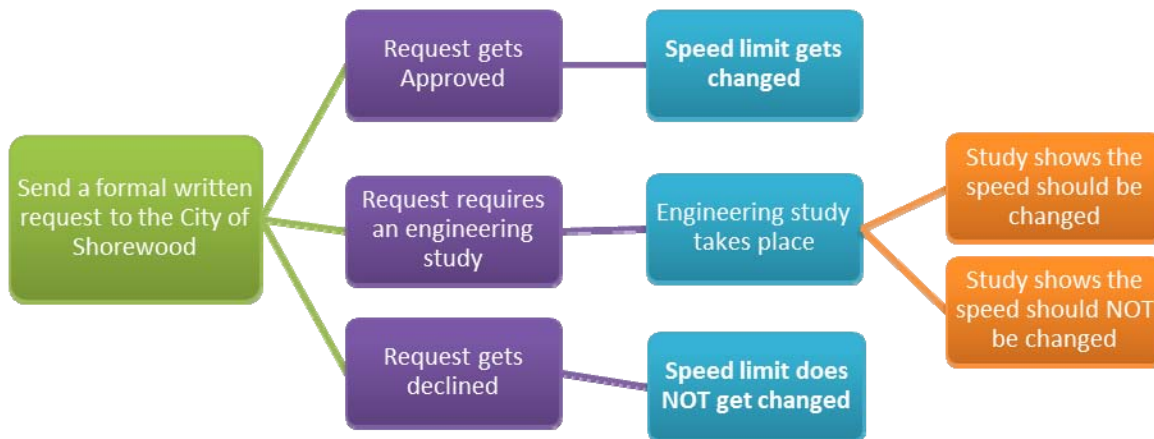 Send a formal written
request to the City of
Shorewood
Request gets
Approved
Speed limit gets
changed
Request requires
an engineering
study
Engineering study
takes place
Study shows the
speed should be
changed
Study shows the
speed should NOT
be changed
Request gets
declined
Speed limit does
NOT get changed